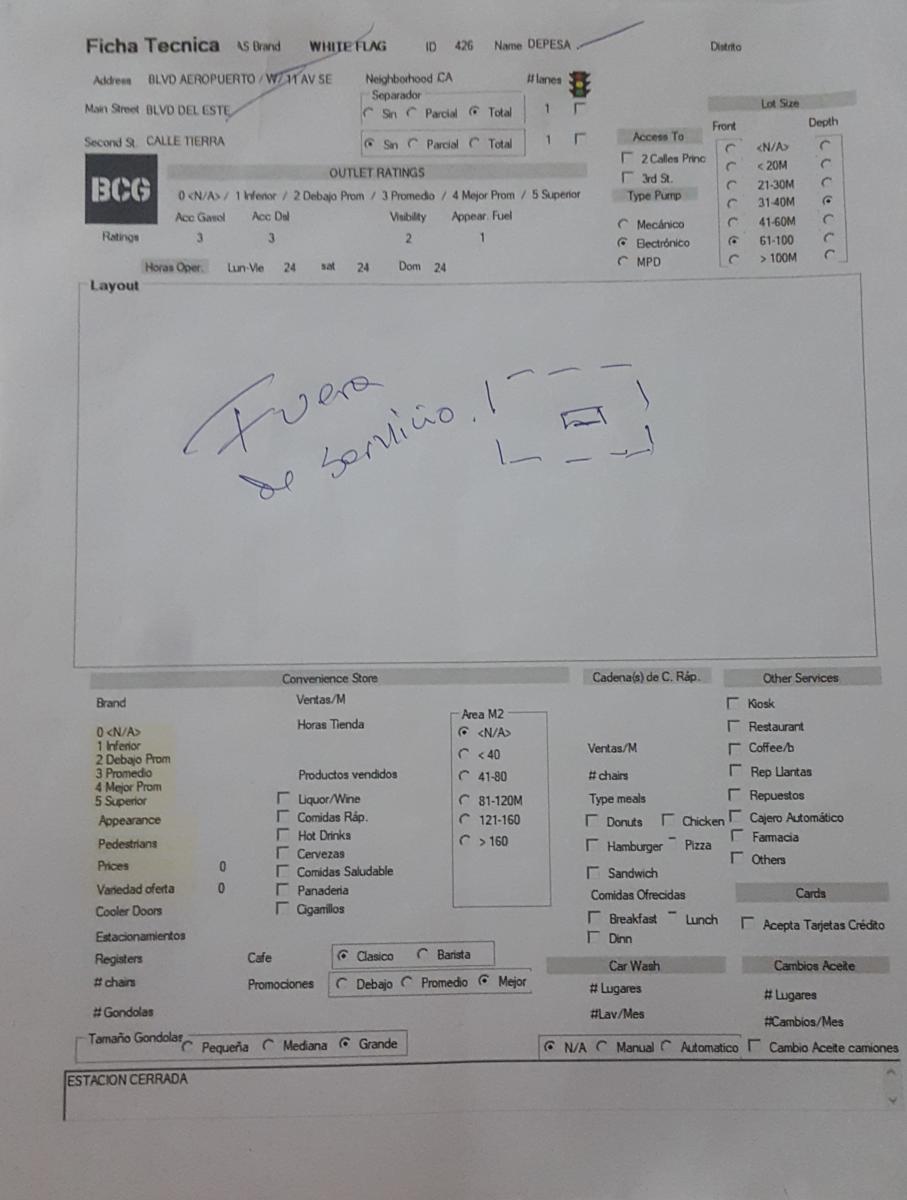 Ficha Tecnica AS Brand WHITE FLAG ID 426 Name DEPESA Distrito
Address BLVD AEROPUERTO / W/ 11 AV SE Neighborhood CA # lanes
Main Street BLVD DEL ESTE Separador Sin Parcial Total 1
Second St. CALLE TIERRA Sin Parcial Total 1
Lot Size
Front Depth
<N/A>
< 20M
21-30M
31-40M
41-60M
61-100
> 100M
Access To
2 Calles Princ
3rd St.
Type Pump
Mecánico
Electrónico
MPD
BCG
OUTLET RATINGS
0 <N/A> / 1 Inferior / 2 Debajo Prom / 3 Promedio / 4 Mejor Prom / 5 Superior
Acc Gasol Acc Dsl Visibility Appear. Fuel
Ratings 3 3 2 1
Horas Oper. Lun-Vie 24 sat 24 Dom 24
Layout
Fuera
de servicio.
Convenience Store
Brand
0 <N/A>
1 Inferior
2 Debajo Prom
3 Promedio
4 Mejor Prom
5 Superior
Appearance
Pedestrians
Prices 0
Variedad oferta 0
Cooler Doors
Estacionamientos
Registers
# chairs
# Gondolas
Ventas/M
Horas Tienda
Productos vendidos
Liquor/Wine
Comidas Ráp.
Hot Drinks
Cervezas
Comidas Saludable
Panaderia
Cigarrillos
Area M2
<N/A>
< 40
41-80
81-120M
121-160
> 160
Cafe Clasico Barista
Promociones Debajo Promedio Mejor
Tamaño Gondolas Pequeña Mediana Grande
Cadena(s) de C. Ráp.
Ventas/M
# chairs
Type meals
Donuts Chicken
Hamburger Pizza
Sandwich
Comidas Ofrecidas
Breakfast Lunch
Dinn
Other Services
Kiosk
Restaurant
Coffee/b
Rep Llantas
Repuestos
Cajero Automático
Farmacia
Others
Cards
Acepta Tarjetas Crédito
Car Wash
# Lugares
#Lav/Mes
N/A Manual Automatico
Cambios Aceite
# Lugares
#Cambios/Mes
Cambio Aceite camiones
ESTACION CERRADA